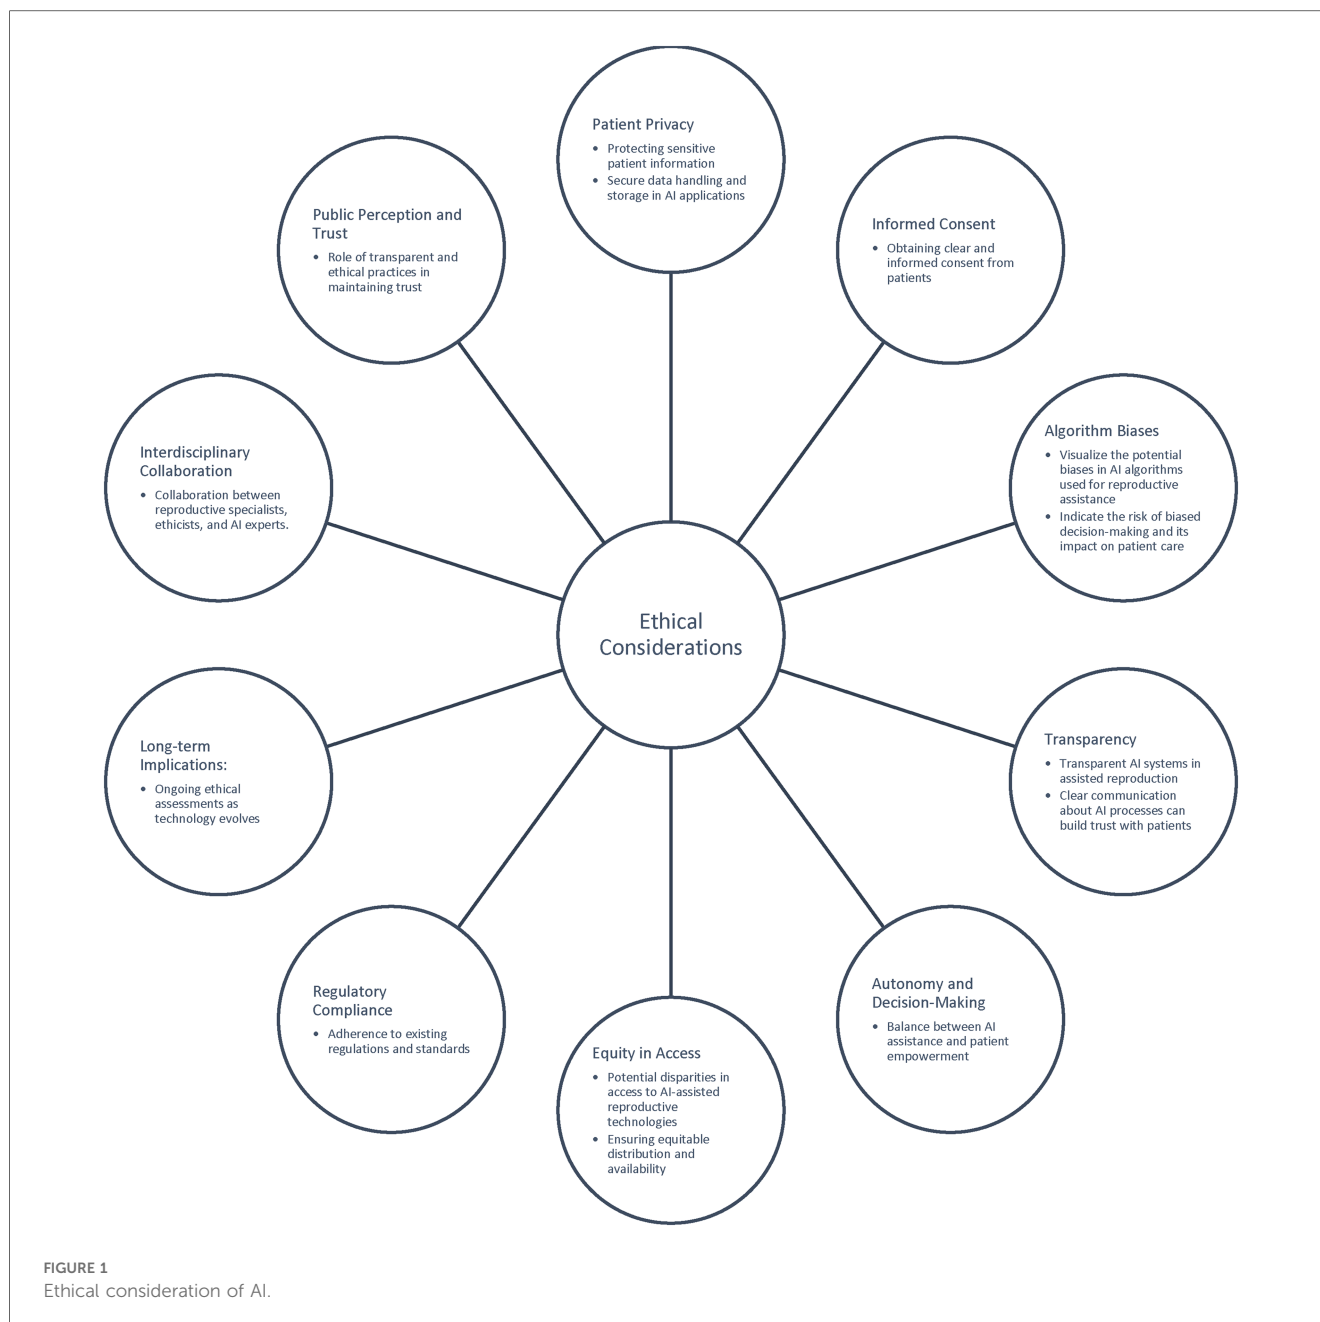 Patient Privacy
• Protecting sensitive
patient information
• Secure data handling and
storage in AI applications
Public Perception and
Trust
• Role of transparent and
ethical practices in
maintaining trust
Informed Consent
• Obtaining clear and
informed consent from
patients
Interdisciplinary
Collaboration
• Collaboration between
reproductive specialists,
ethicists, and AI experts.
Algorithm Biases
• Visualize the potential
biases in AI algorithms
used for reproductive
assistance
• Indicate the risk of biased
decision-making and its
impact on patient care
Ethical
Considerations
Long-term
Implications:
• Ongoing ethical
assessments as
technology evolves
Transparency
• Transparent AI systems in
assisted reproduction
• Clear communication
about AI processes can
build trust with patients
Regulatory
Compliance
• Adherence to existing
regulations and standards
Autonomy and
Decision-Making
• Balance between AI
assistance and patient
empowerment
Equity in Access
• Potential disparities in
access to AI-assisted
reproductive
technologies
• Ensuring equitable
distribution and
availability
FIGURE 1
Ethical consideration of AI.